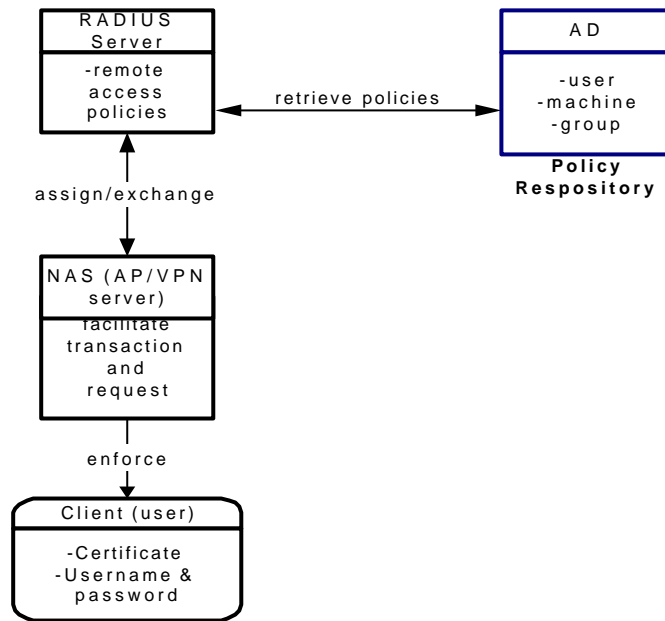 RADIUS
Server
-remote
access
policies
retrieve policies
AD
-user
-machine
-group
Policy
Respository
assign/exchange
NAS (AP/VPN
server)
facilitate
transaction
and
request
enforce
Client (user)
-Certificate
-Username &
password